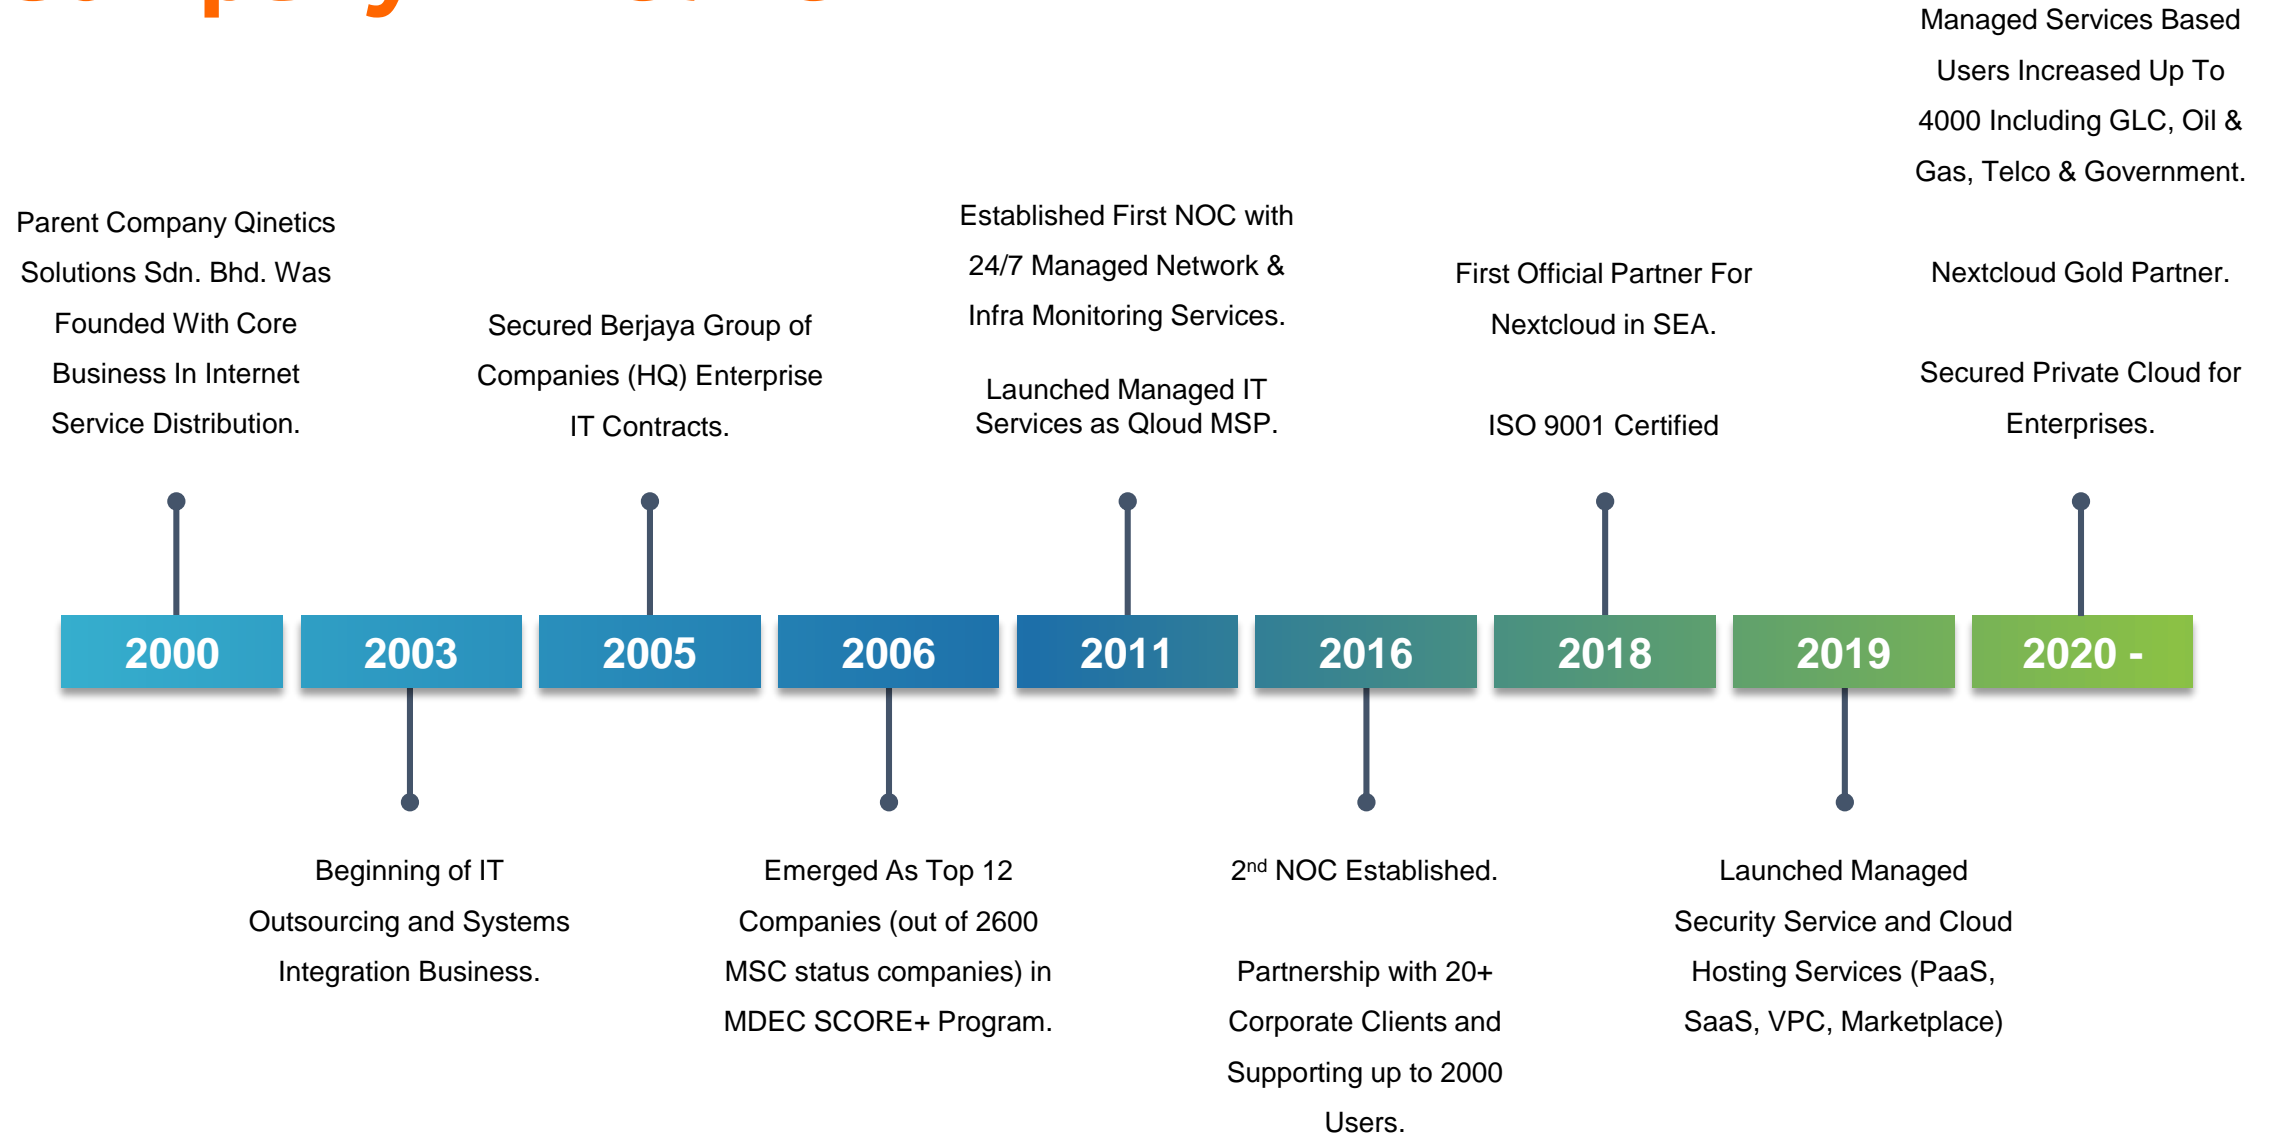 Managed Services Based
Users Increased Up To
4000 Including GLC, Oil &
Gas, Telco & Government.
Nextcloud Gold Partner.
Secured Private Cloud for
Enterprises.
Parent Company Qinetics
Solutions Sdn. Bhd. Was
Founded With Core
Business In Internet
Service Distribution.
Secured Berjaya Group of
Companies (HQ) Enterprise
IT Contracts.
Established First NOC with
24/7 Managed Network &
Infra Monitoring Services.
Launched Managed IT
Services as Qloud MSP.
First Official Partner For
Nextcloud in SEA.
ISO 9001 Certified
2000
2003
2005
2006
2011
2016
2018
2019
2020 -
Beginning of IT
Outsourcing and Systems
Integration Business.
Emerged As Top 12
Companies (out of 2600
MSC status companies) in
MDEC SCORE+ Program.
2nd NOC Established.
Partnership with 20+
Corporate Clients and
Supporting up to 2000
Users.
Launched Managed
Security Service and Cloud
Hosting Services (PaaS,
SaaS, VPC, Marketplace)